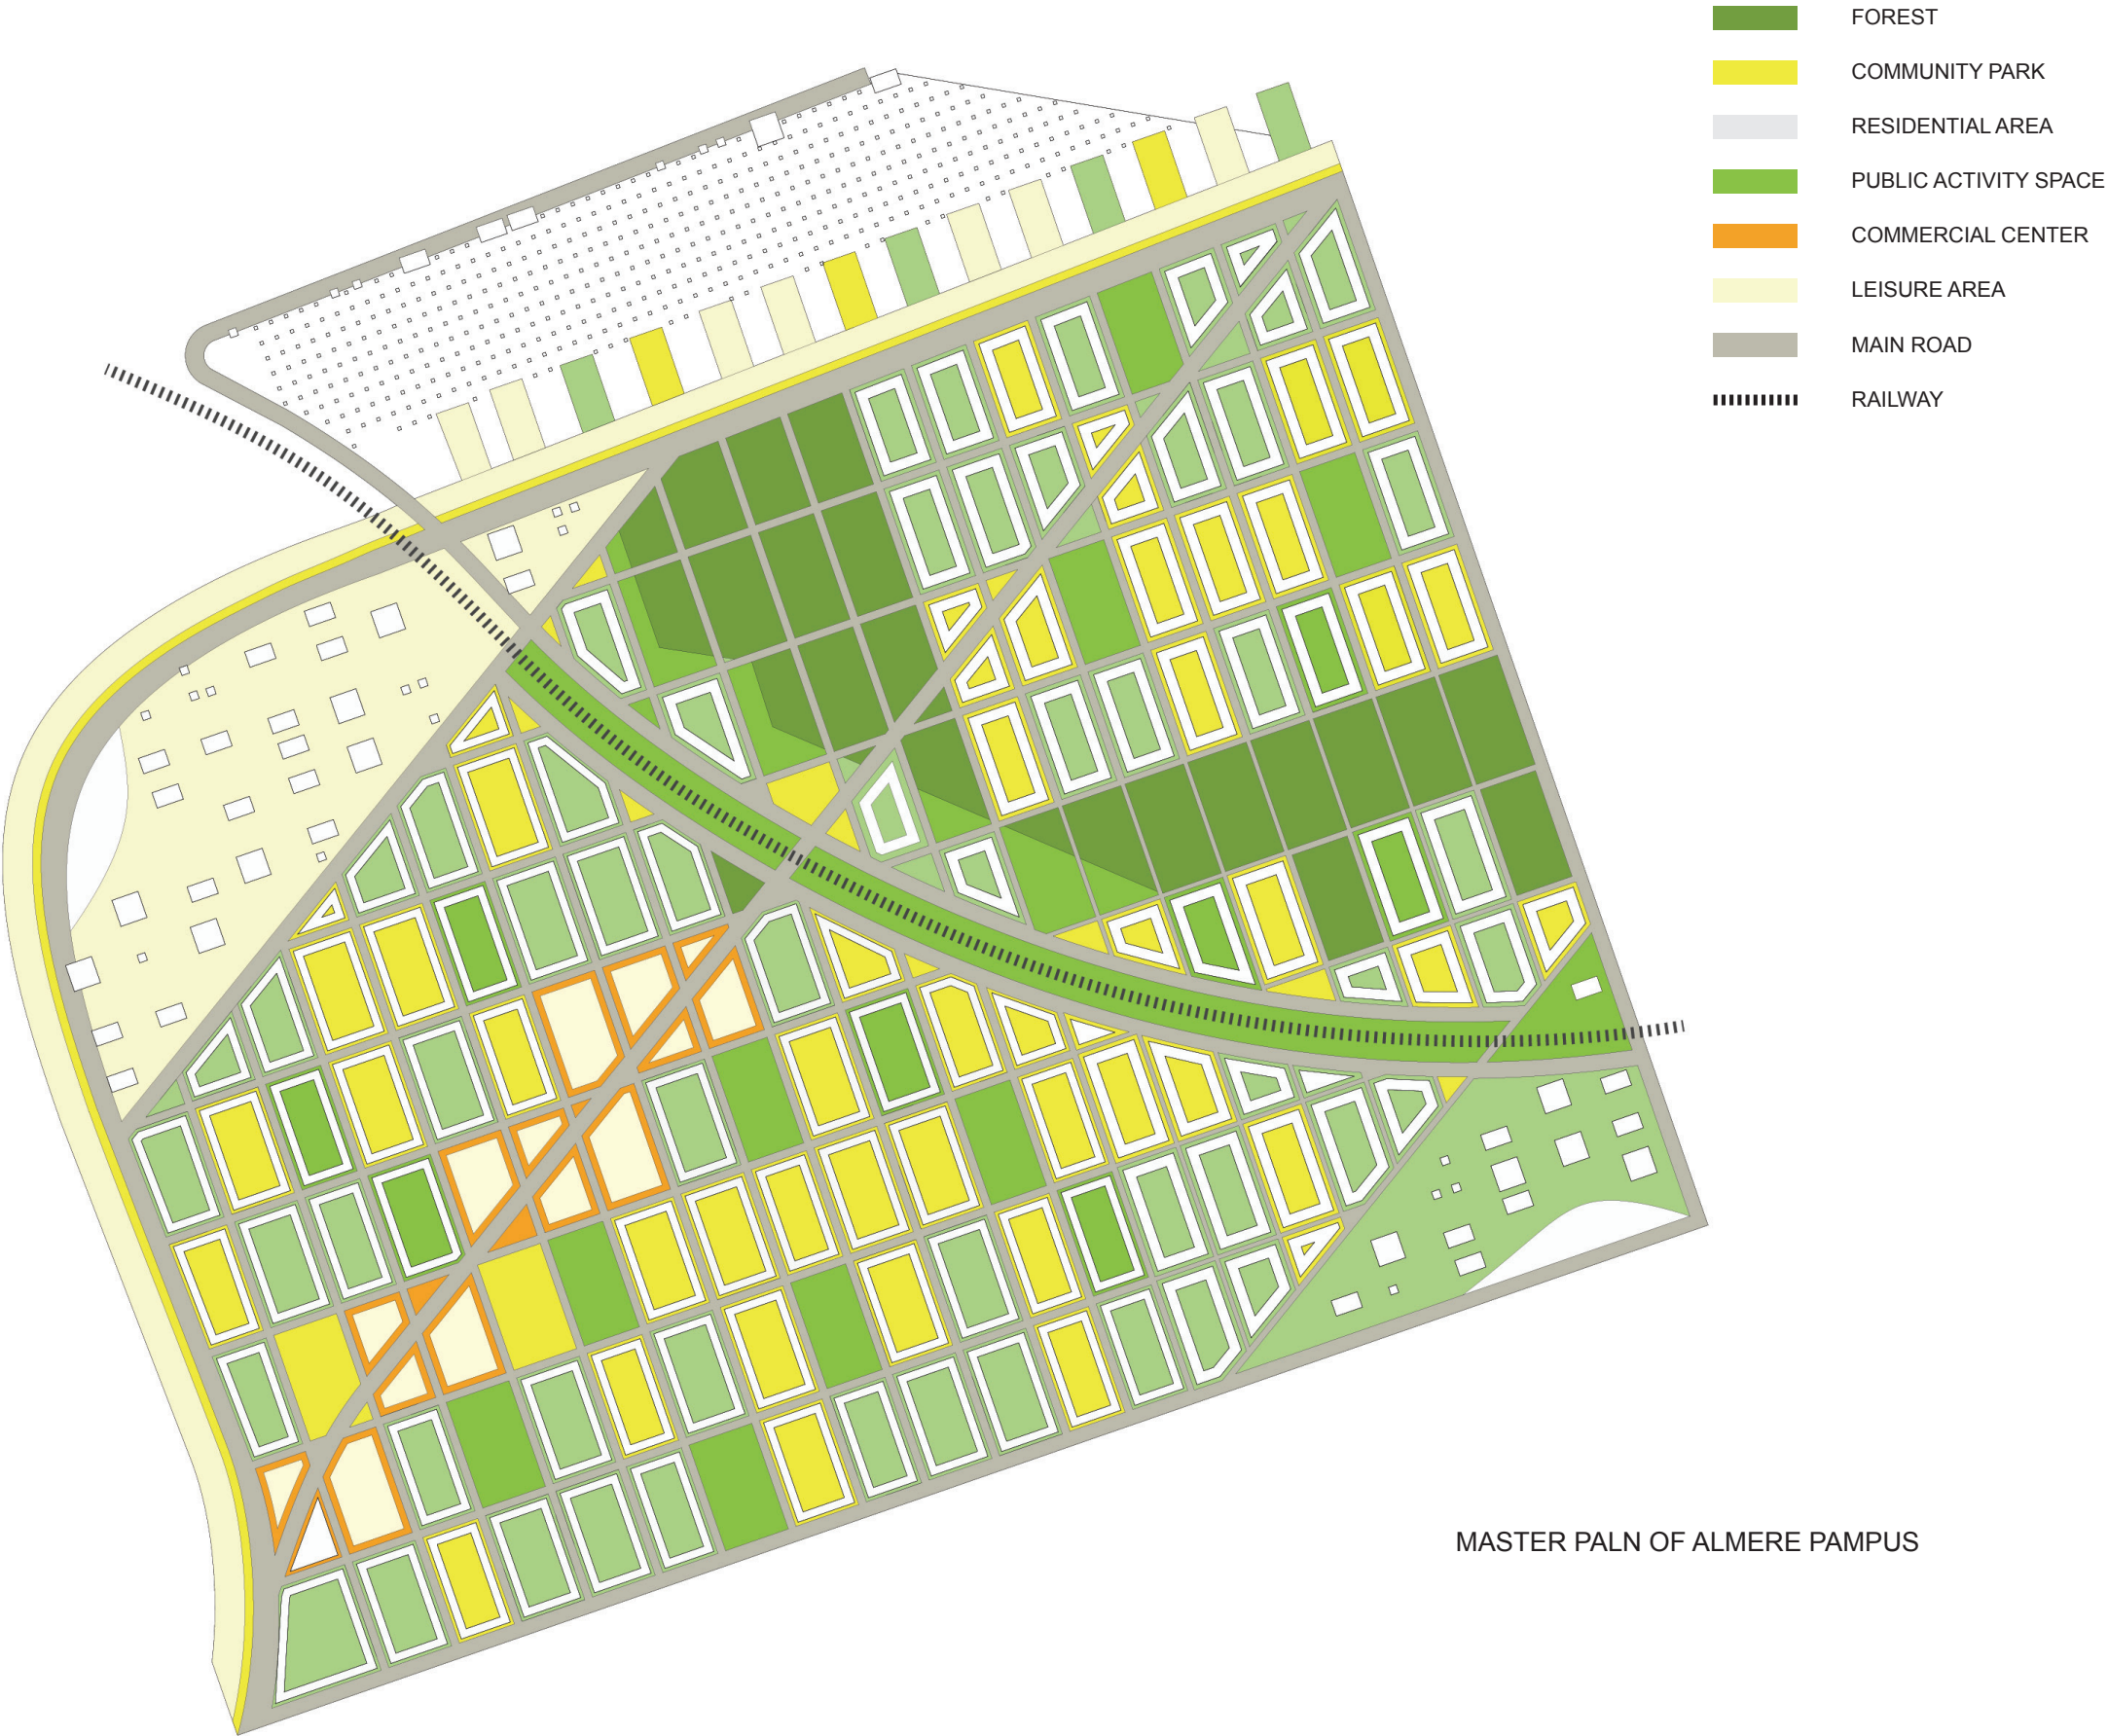 FOREST
COMMUNITY PARK
RESIDENTIAL AREA
PUBLIC ACTIVITY SPACE
COMMERCIAL CENTER
LEISURE AREA
MAIN ROAD
RAILWAY
MASTER PALN OF ALMERE PAMPUS